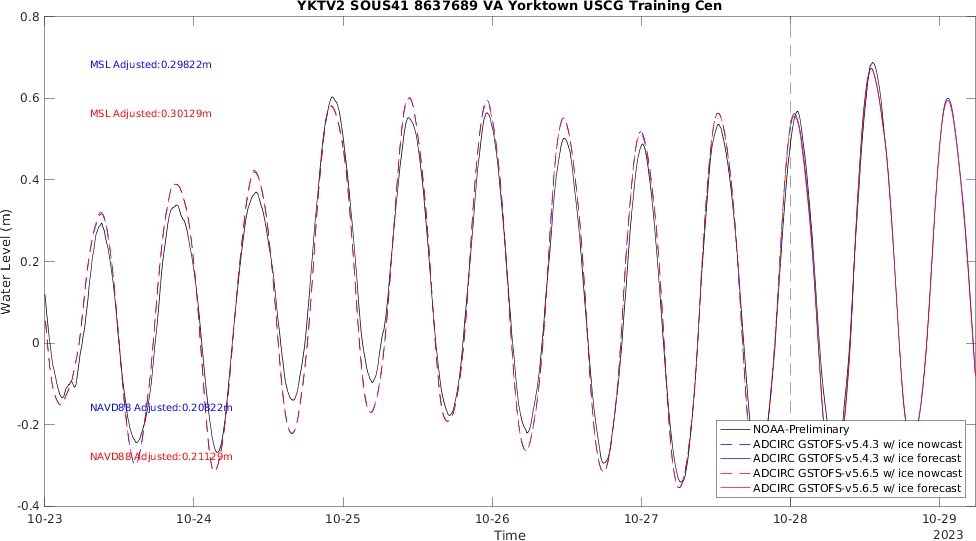 YKTV2 SOUS41 8637689 VA Yorktown USCG Training Cen
0.8
0.6
0.4
0.2
0
-0.2
-0.4
Water Level (m)
MSL Adjusted:0.29822m
MSL Adjusted:0.30129m
NAVD88 Adjusted:0.20822m
NAVD88 Adjusted:0.21129m
NOAA-Preliminary
ADCIRC GSTOFS-v5.4.3 w/ ice nowcast
ADCIRC GSTOFS-v5.4.3 w/ ice forecast
ADCIRC GSTOFS-v5.6.5 w/ ice nowcast
ADCIRC GSTOFS-v5.6.5 w/ ice forecast
10-23 10-24 10-25 10-26 10-27 10-28 10-29
Time
2023